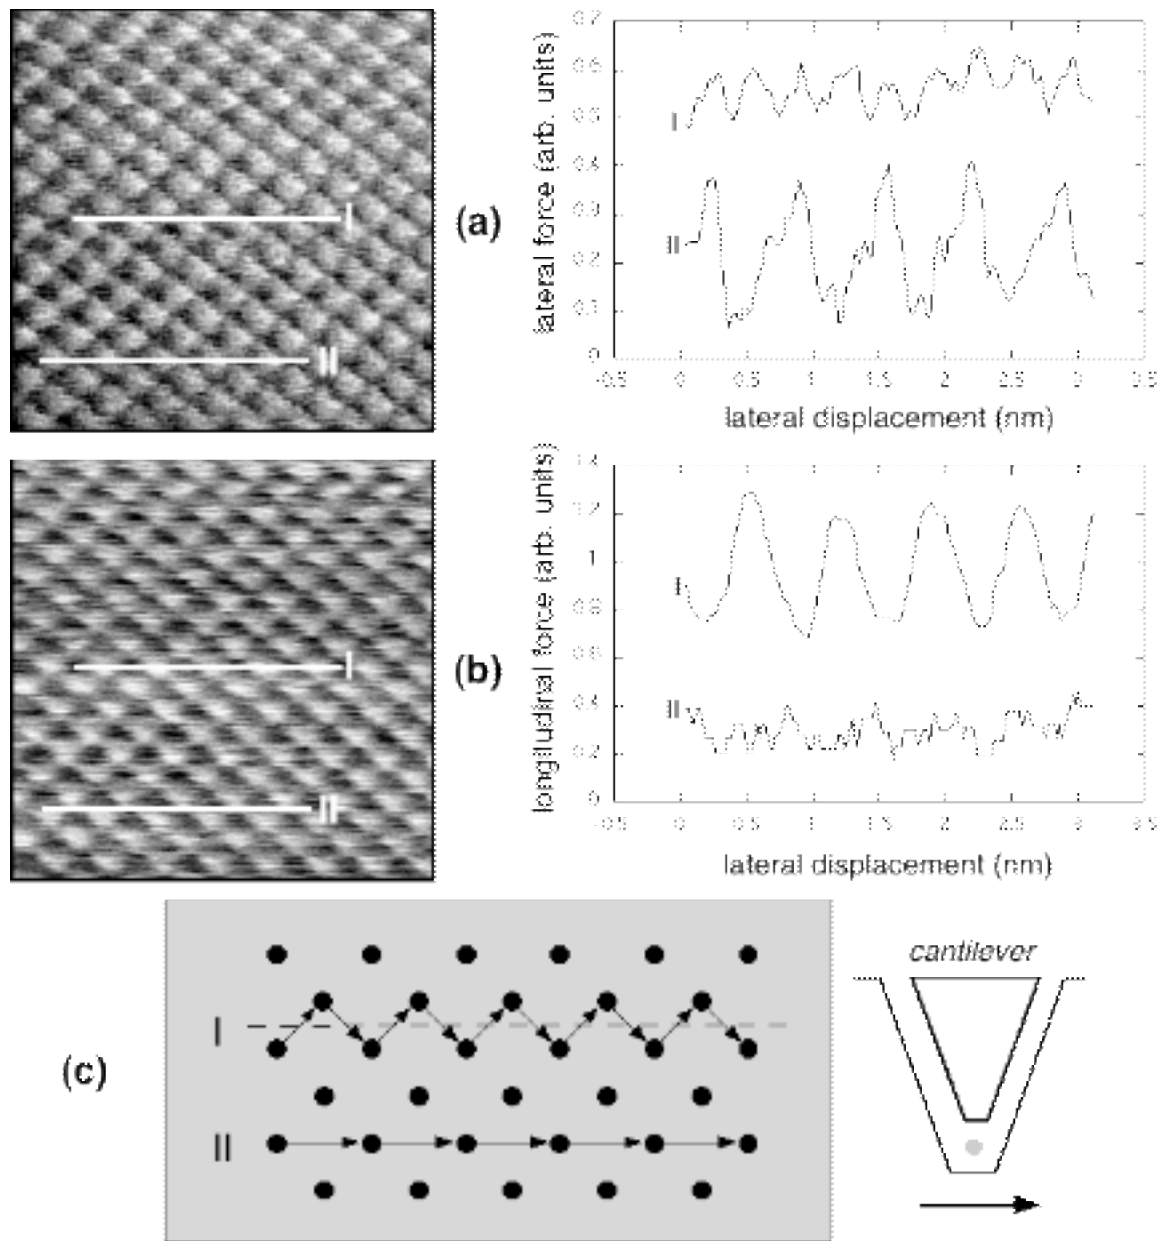 I
II
(a)
lateral force (arb. units)
0.7
0.6
0.5
0.4
0.3
0.2
0.1
0
I
II
-0.5 0 0.5 1 1.5 2 2.5 3 3.5
lateral displacement (nm)
I
II
(b)
longitudinal force (arb. units)
1.4
1.2
1
0.8
0.6
0.4
0.2
0
I
II
-0.5 0 0.5 1 1.5 2 2.5 3 3.5
lateral displacement (nm)
(c)
I
II
cantilever